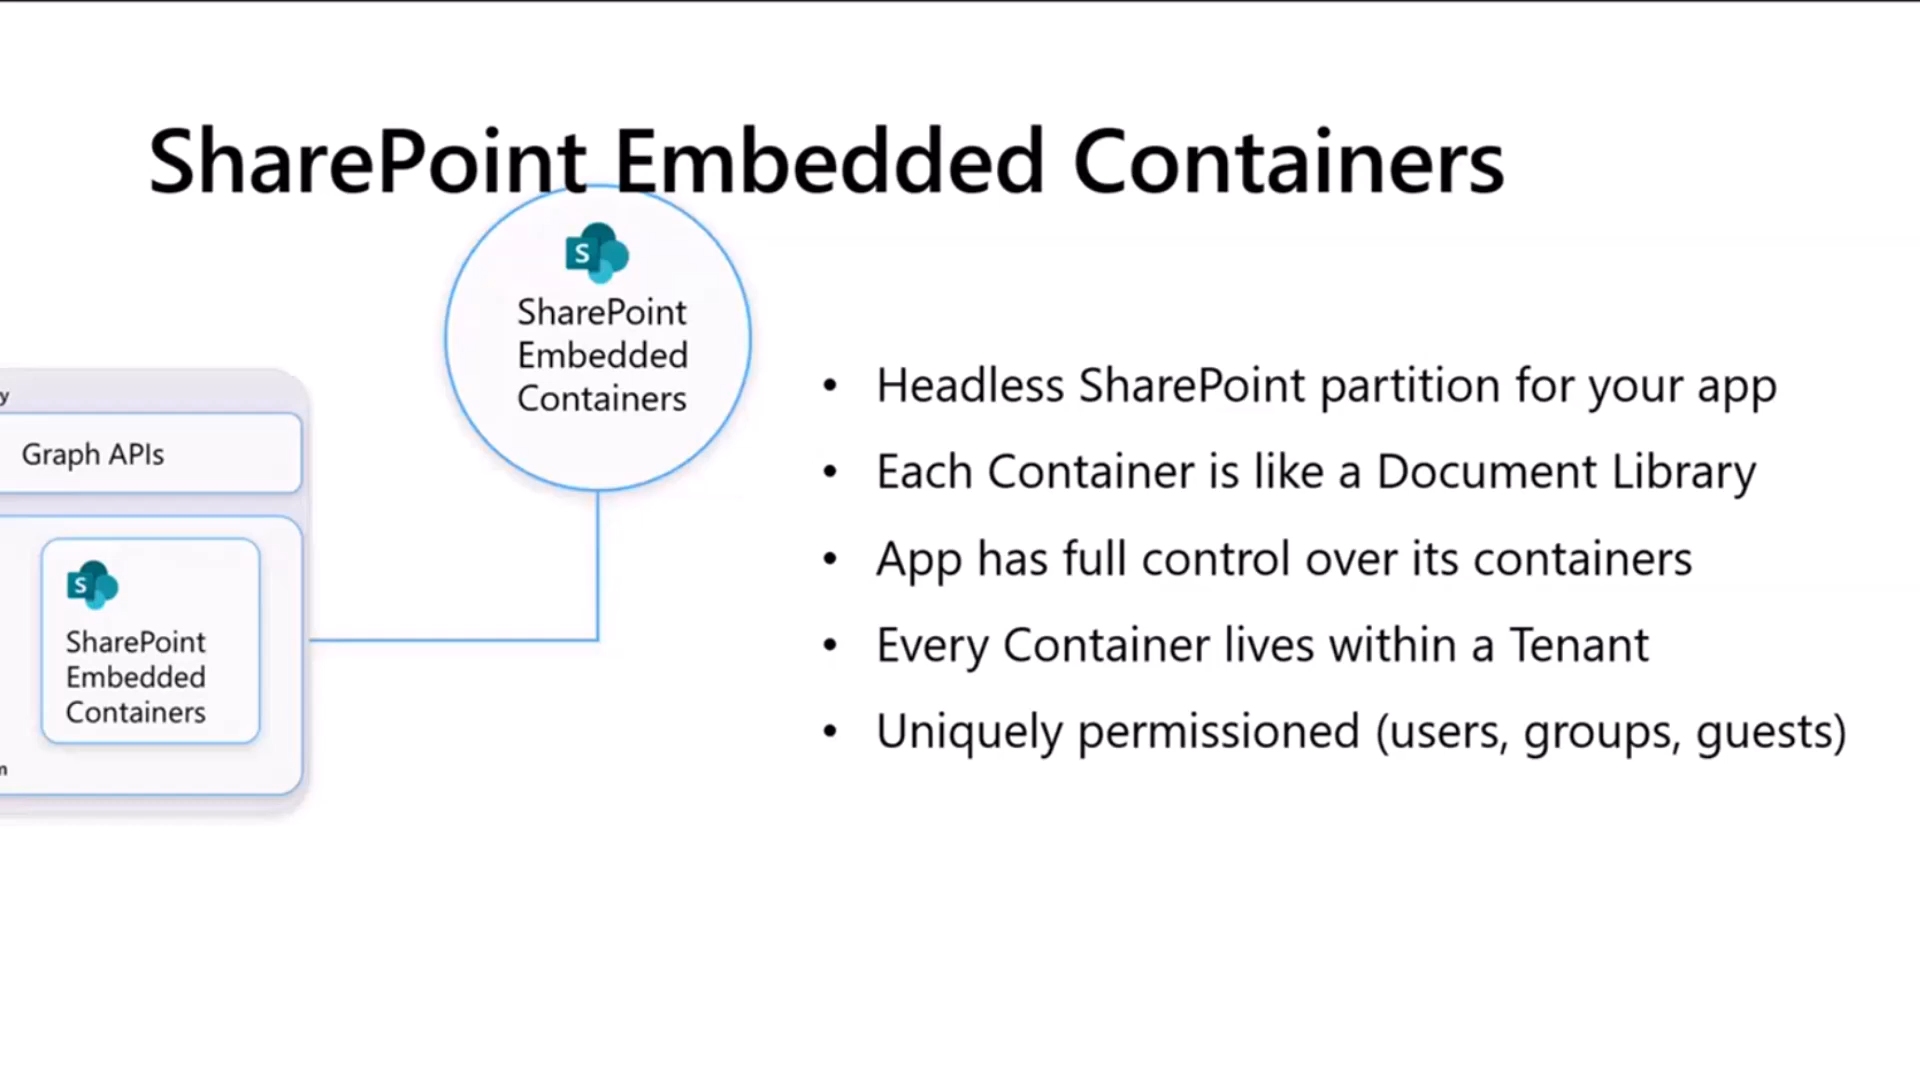 SharePoint Embedded Containers
S
SharePoint
Embedded
Containers
y
Graph APIs
S
SharePoint
Embedded
Containers
• Headless SharePoint partition for your app
• Each Container is like a Document Library
• App has full control over its containers
• Every Container lives within a Tenant
• Uniquely permissioned (users, groups, guests)